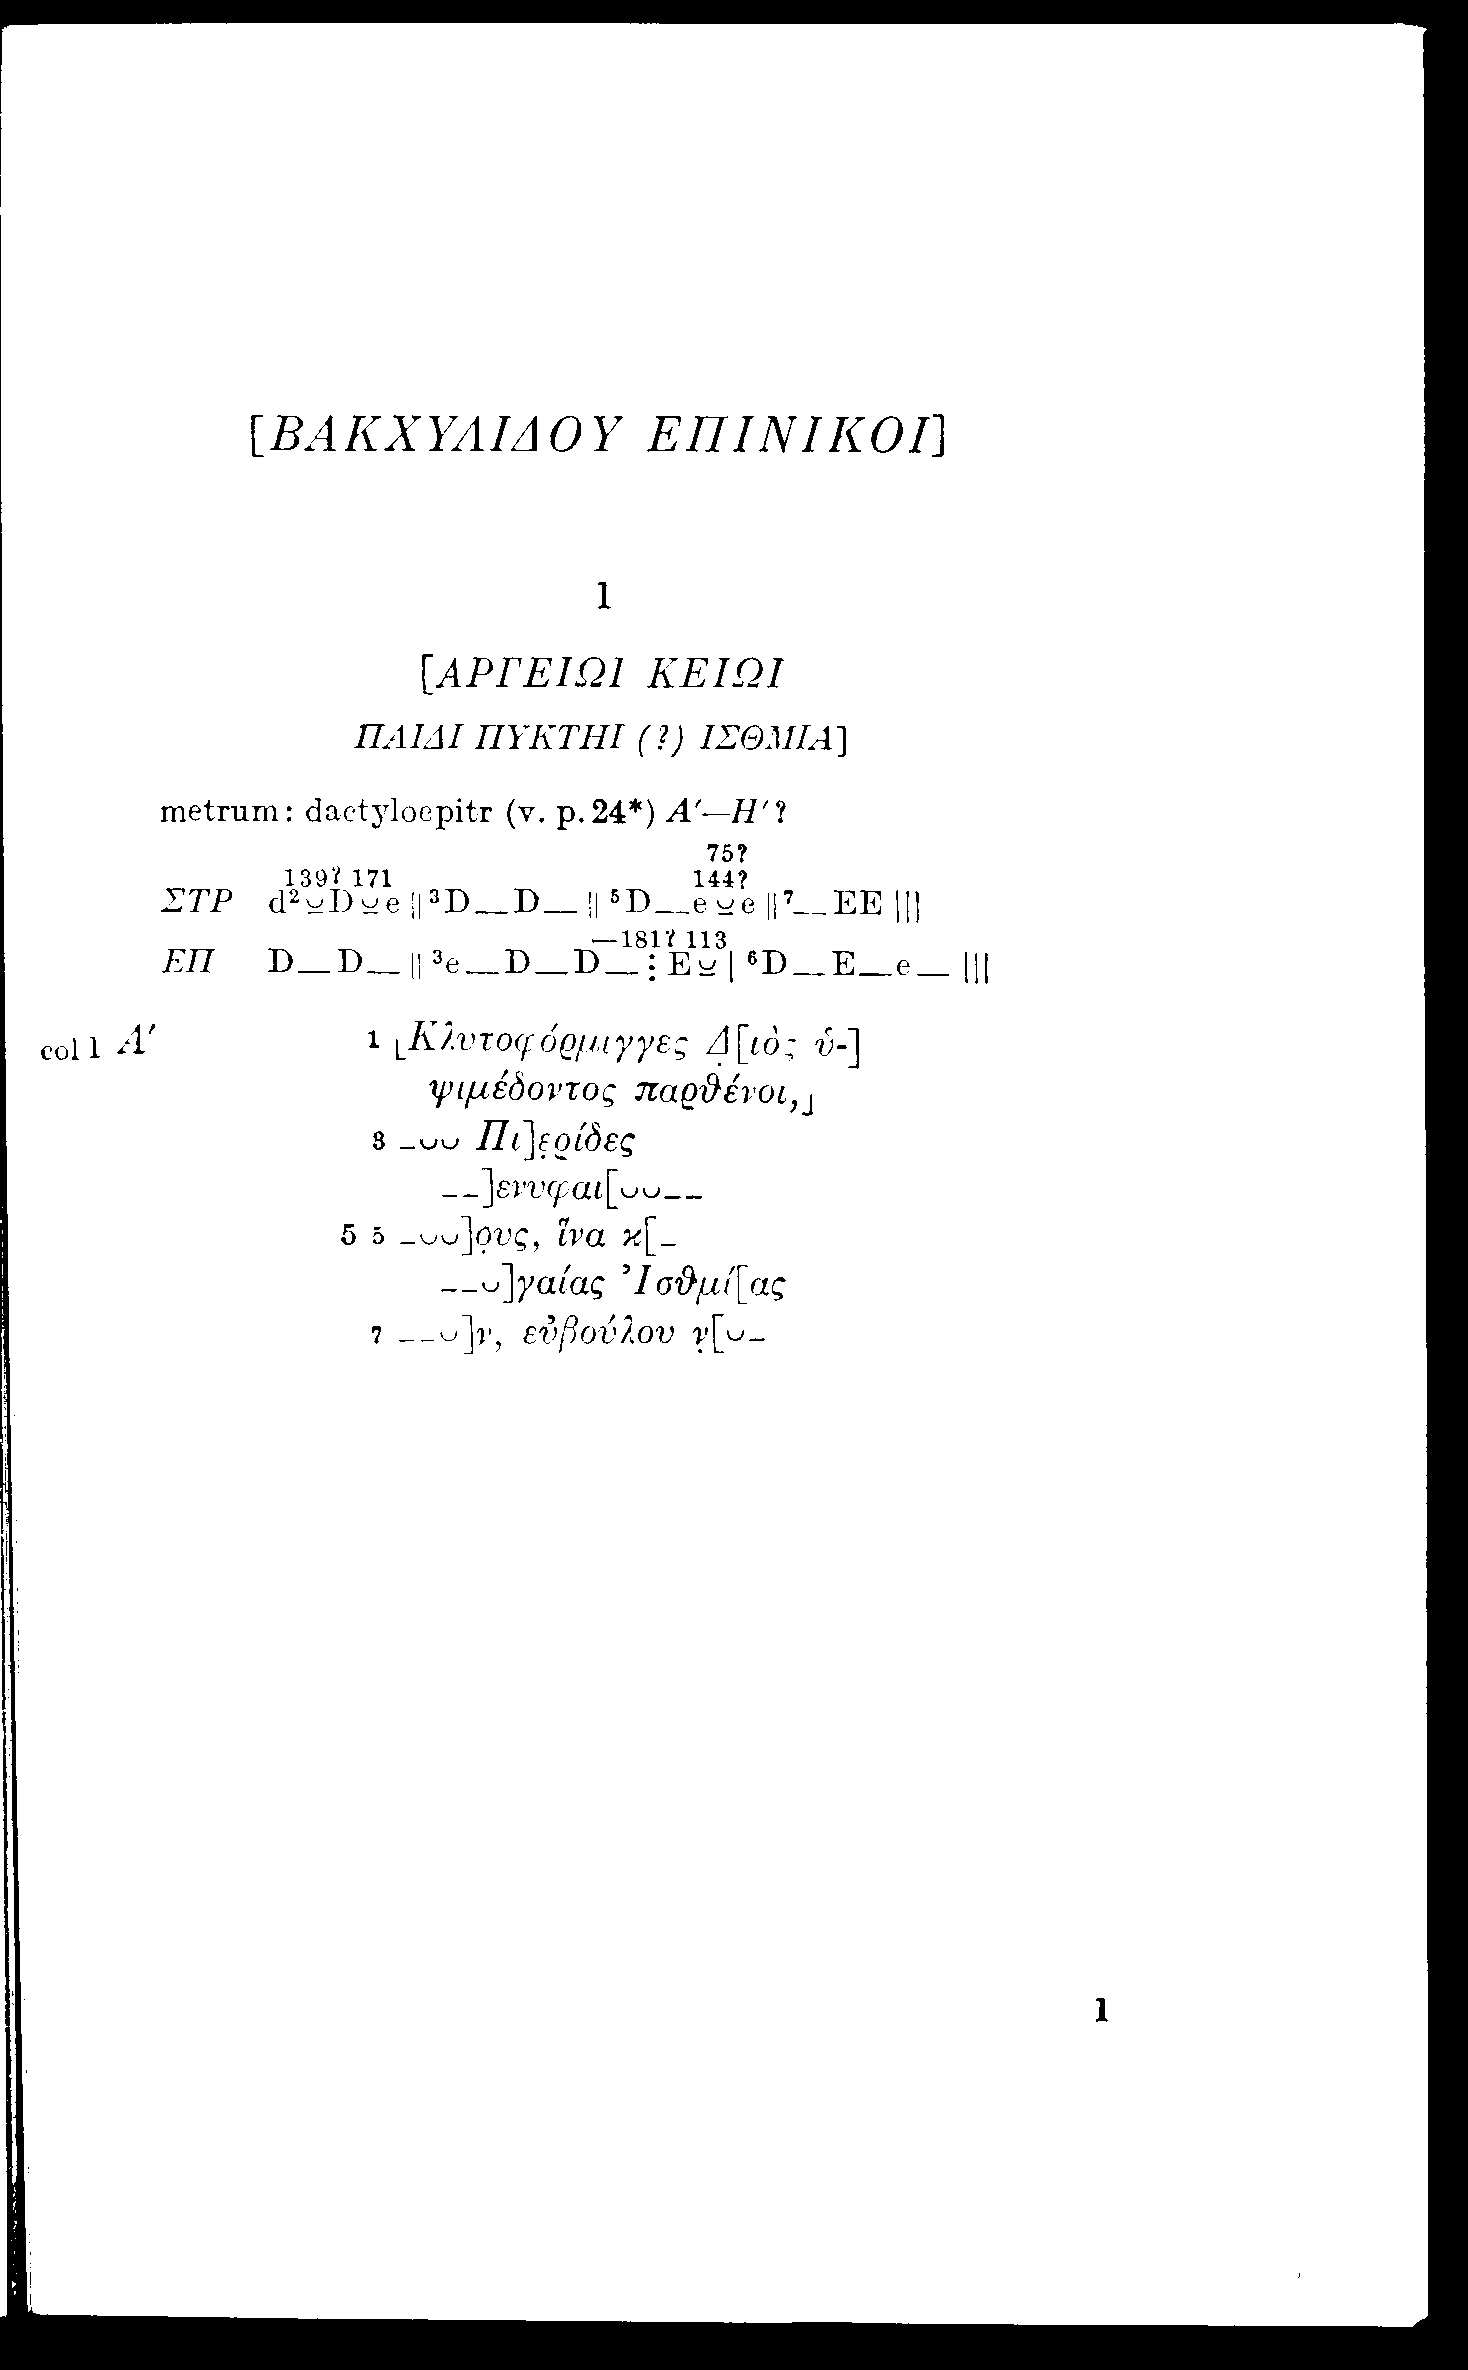 [ΒΑΚΧΥΛΙΔΟΥ ΕΠΙΝΙΚΟΙ]
1
[ΑΡΓΕΙΩΙ ΚΕΙΩΙ
ΠΑΙΔΙ ΠΥΚΤΗΙ (?) ΙΣΘΜΙΑ]
metrum: dactyloepitr (v. p. 24*) Α′—Η′?
75?
139? 171 144?
ΣΤΡ d²⏓D⏓e || ³D—D— || ⁵D—e⏓e || ⁷—EE |||
—181? 113
ΕΠ D—D— || ³e—D—D—⋮E⏓ | ⁶D—E—e— |||
col 1 Α′ 1 ⌊Κλυτοφόρμιγγες Δ̣[ιὸς ὑ-]
ψιμέδοντος παρθένοι,⌋
3 –⏑⏑ Πι]ε̣ρ̣ίδες
––]ενυφαι[⏑⏑––
5 5 –⏑⏑]ο̣υς, ἵνα κ[–
––⏑]γαίας Ἰσθμί[ας
7 ––⏑]ν, εὐβούλου ν̣[⏑–
1